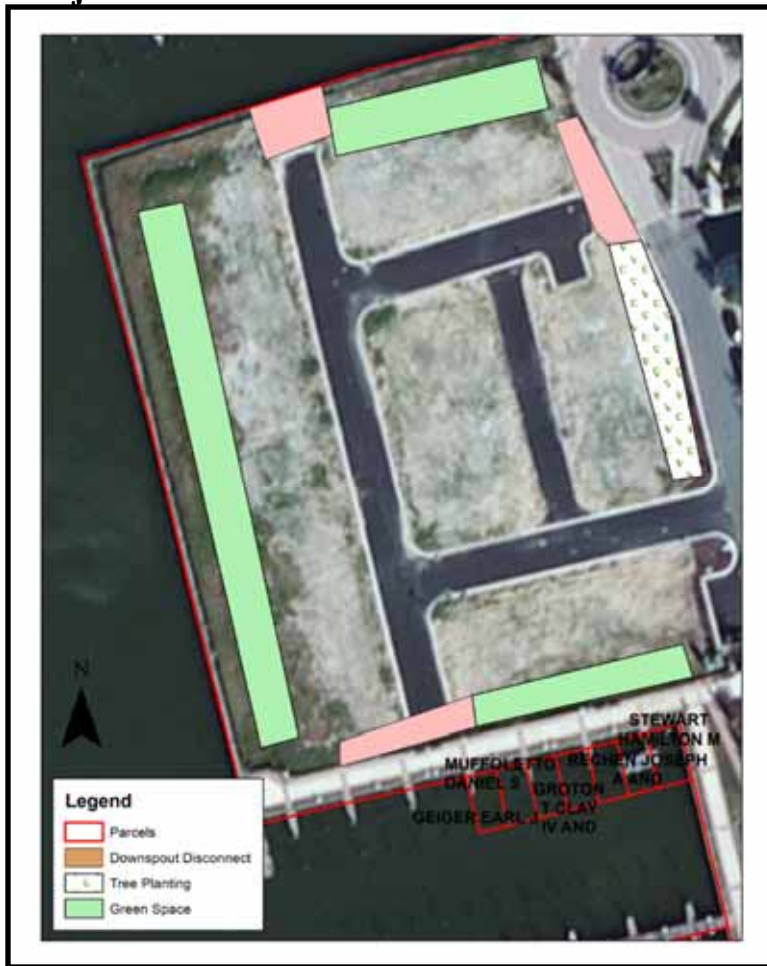 N
STEWART
HAMILTON M
MUFFOLETTO
RECHEN JOSEPH
DANIEL S
A AND
GROTON
T CLAY
GEIGER EARL J
IV AND
Legend
Parcels
Downspout Disconnect
Tree Planting
Green Space